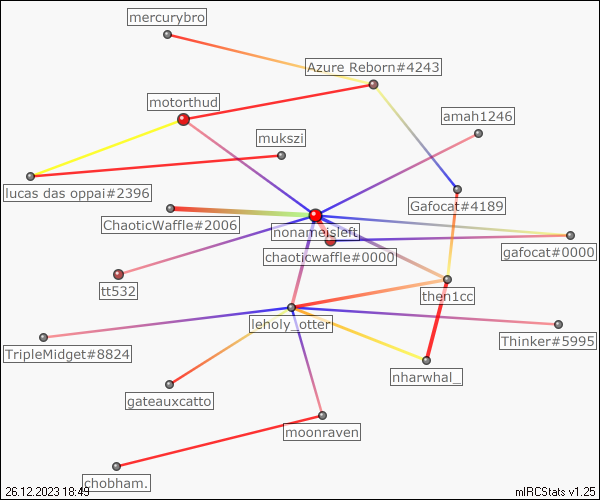 mercurybro
Azure Reborn#4243
motorthud
amah1246
mukszi
lucas das oppai#2396
Gafocat#4189
ChaoticWaffle#2006
nonameisleft
gafocat#0000
chaoticwaffle#0000
tt532
then1cc
leholy_otter
Thinker#5995
TripleMidget#8824
nharwhal_
gateauxcatto
moonraven
chobham.
26.12.2023 18:49
mIRCStats v1.25